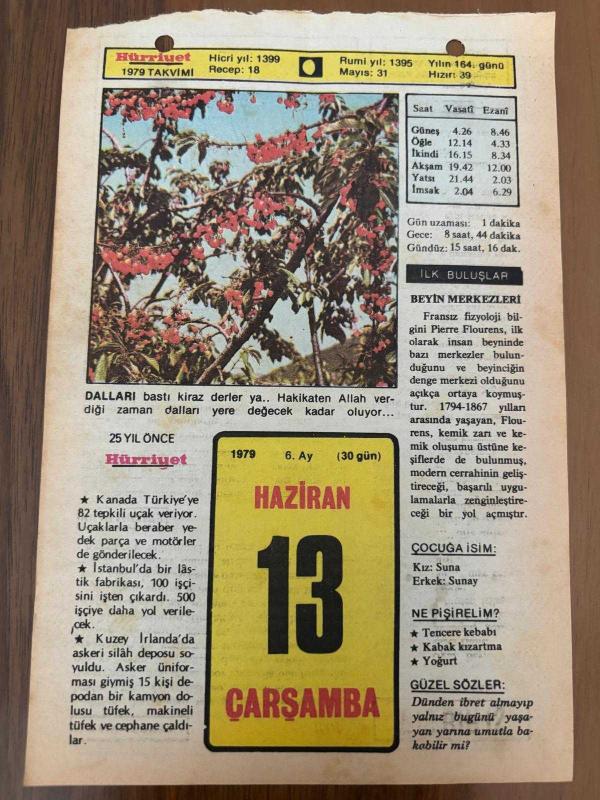 Hürriyet
1979 TAKVİMİ
Hicri yıl: 1399
Recep: 18
Rumi yıl: 1395
Mayıs: 31
Yılın 164. günü
Hızır: 39
Saat Vasatî Ezanî
Güneş 4.26 8.46
Öğle 12.14 4.33
İkindi 16.15 8.34
Akşam 19.42 12.00
Yatsı 21.44 2.03
İmsak 2.04 6.29
Gün uzaması: 1 dakika
Gece: 8 saat, 44 dakika
Gündüz: 15 saat, 16 dak.
DALLARI bastı kiraz derler ya.. Hakikaten Allah ver-
diği zaman dalları yere değecek kadar oluyor...
25 YIL ÖNCE
Hürriyet
★ Kanada Türkiye'ye
82 tepkili uçak veriyor.
Uçaklarla beraber ye-
dek parça ve motörler
de gönderilecek.
★ İstanbul'da bir lâs-
tik fabrikası, 100 işçi-
sini işten çıkardı. 500
işçiye daha yol verile-
cek.
★ Kuzey İrlanda'da
askeri silâh deposu so-
yuldu. Asker ünifor-
ması giymiş 15 kişi de-
podan bir kamyon do-
lusu tüfek, makineli
tüfek ve cephane çaldı-
lar.
1979 6. Ay (30 gün)
HAZİRAN
13
ÇARŞAMBA
İLK BULUŞLAR
BEYİN MERKEZLERİ
Fransız fizyoloji bil-
gini Pierre Flourens, ilk
olarak insan beyninde
bazı merkezler bulun-
duğunu ve beyinciğin
denge merkezi olduğunu
açıkça ortaya koymuş-
tur. 1794-1867 yılları
arasında yaşayan, Flou-
rens, kemik zarı ve ke-
mik oluşumu üstüne ke-
şiflerde de bulunmuş,
modern cerrahinin geliş-
tireceği, başarılı uygu-
lamalarla zenginleştire-
ceği bir yol açmıştır.
ÇOCUĞA İSİM:
Kız: Suna
Erkek: Sunay
NE PİŞİRELİM?
★ Tencere kebabı
★ Kabak kızartma
★ Yoğurt
GÜZEL SÖZLER:
Dünden ibret almayıp
yalnız bugünü yaşa-
yan yarına umutla ba-
kabilir mi?